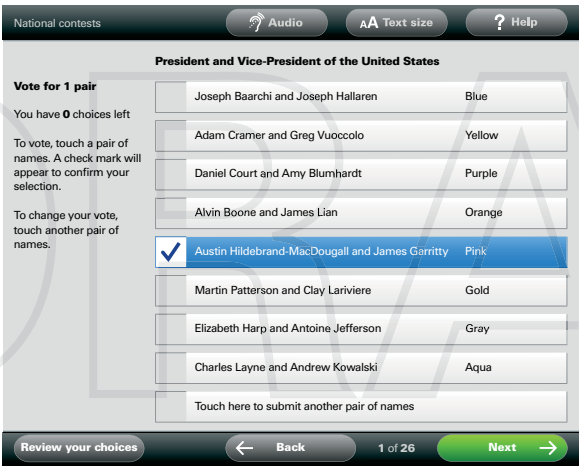 National contests
Audio
AA Text size
? Help
President and Vice-President of the United States
Vote for 1 pair
You have 0 choices left
To vote, touch a pair of
names. A check mark will
appear to confirm your
selection.
To change your vote,
touch another pair of
names.
Joseph Baarchi and Joseph Hallaren Blue
Adam Cramer and Greg Vuoccolo Yellow
Daniel Court and Amy Blumhardt Purple
Alvin Boone and James Lian Orange
Austin Hildebrand-MacDougall and James Garritty Pink
Martin Patterson and Clay Lariviere Gold
Elizabeth Harp and Antoine Jefferson Gray
Charles Layne and Andrew Kowalski Aqua
Touch here to submit another pair of names
Review your choices
← Back
1 of 26
Next →